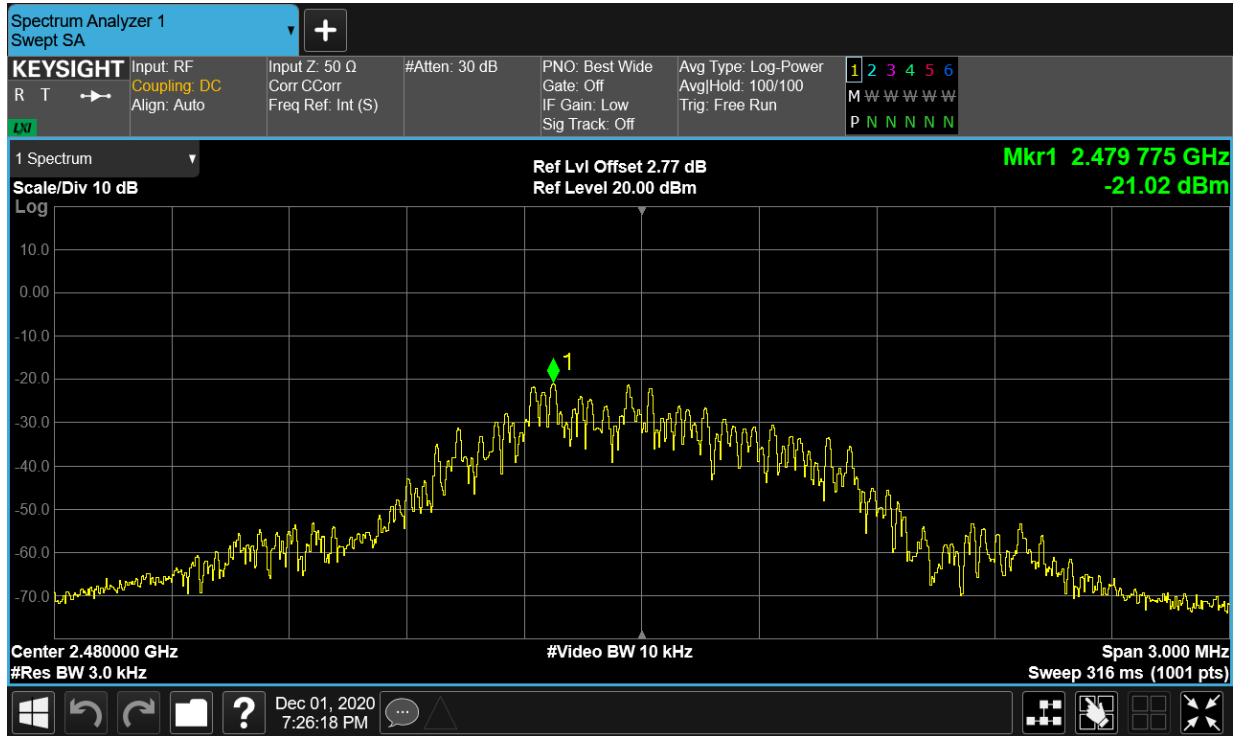 Spectrum Analyzer 1
Swept SA
+
KEYSIGHT
R T
LXI
Input: RF
Coupling: DC
Align: Auto
Input Z: 50 Ω
Corr CCorr
Freq Ref: Int (S)
#Atten: 30 dB
PNO: Best Wide
Gate: Off
IF Gain: Low
Sig Track: Off
Avg Type: Log-Power
Avg|Hold: 100/100
Trig: Free Run
1 2 3 4 5 6
M W W W W W
P N N N N N
1 Spectrum
Scale/Div 10 dB
Log
Ref Lvl Offset 2.77 dB
Ref Level 20.00 dBm
Mkr1 2.479 775 GHz
-21.02 dBm
10.0
0.00
-10.0
-20.0
-30.0
-40.0
-50.0
-60.0
-70.0
1
Center 2.480000 GHz
#Res BW 3.0 kHz
#Video BW 10 kHz
Span 3.000 MHz
Sweep 316 ms (1001 pts)
?
Dec 01, 2020
7:26:18 PM